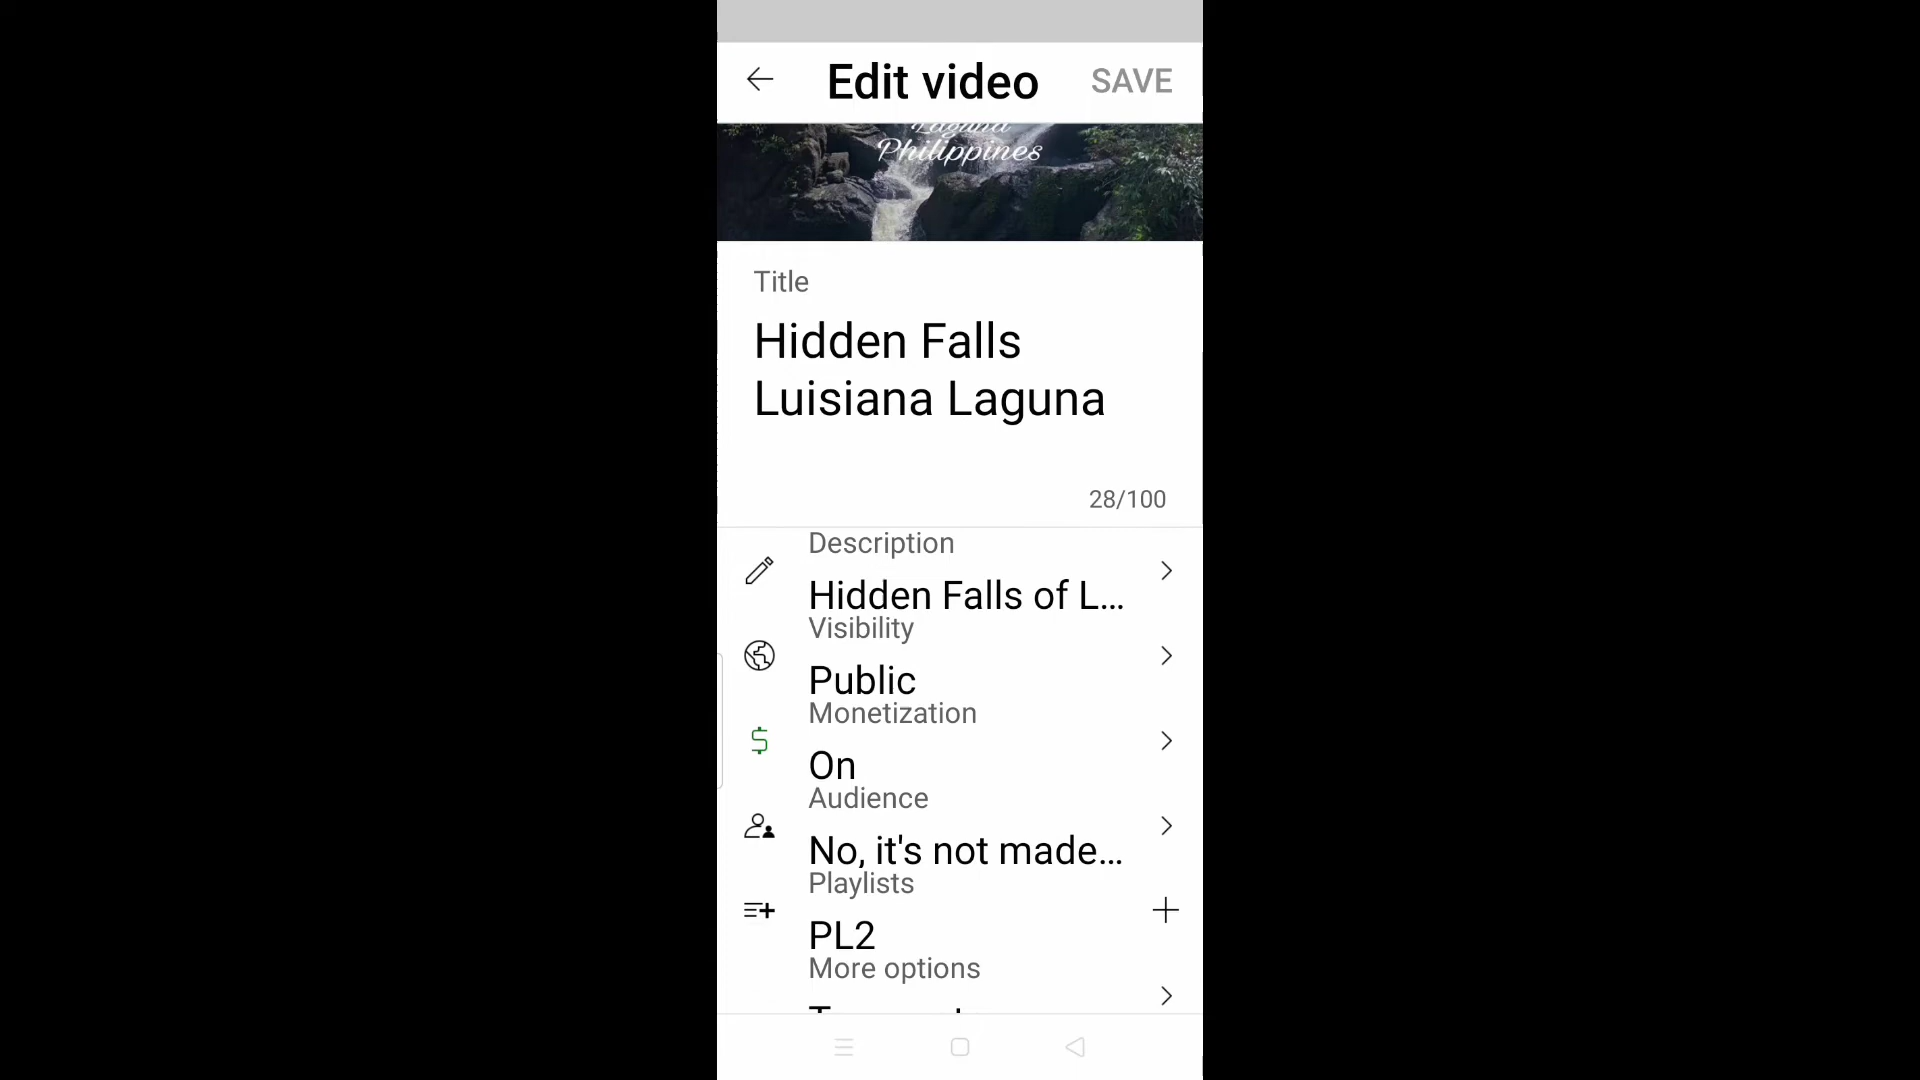 Edit video
SAVE
Laguna
Philippines
Title
Hidden Falls
Luisiana Laguna
28/100
Description
Hidden Falls of L...
Visibility
Public
Monetization
On
Audience
No, it's not made...
Playlists
PL2
More options